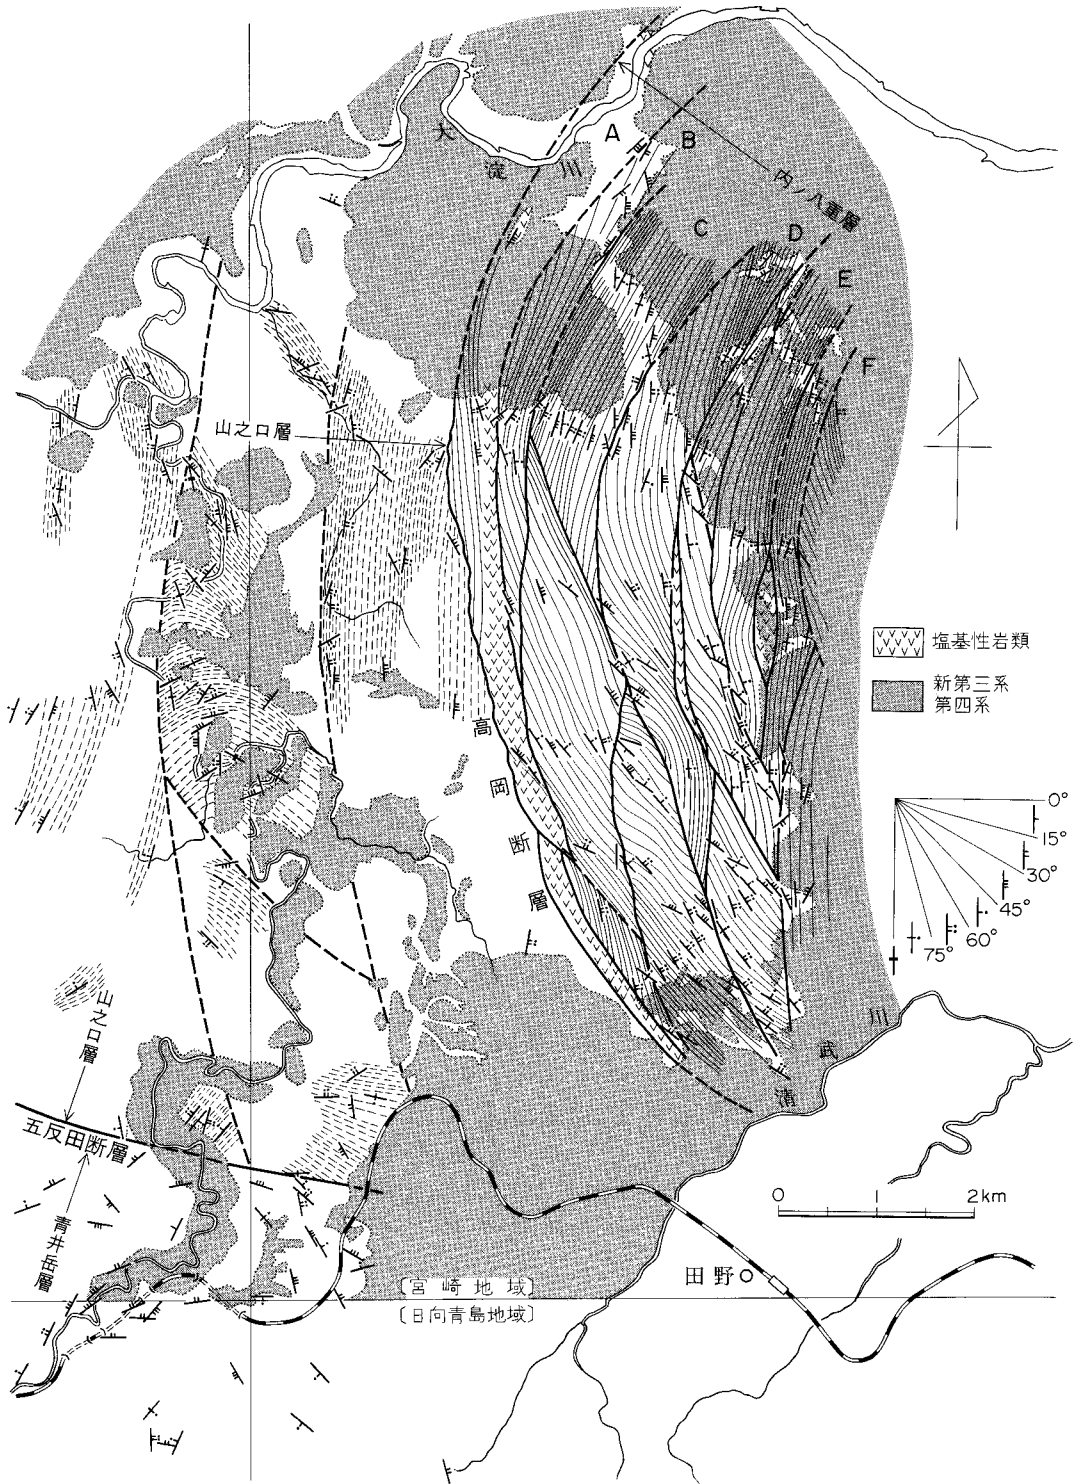 大淀川
A
B
C
D
E
F
内ノ八重層
山之口層
塩基性岩類
新第三系
第四系
高岡断層
0°
15°
30°
45°
60°
75°
山之口層
五反田断層
青井岳層
清武川
0 1 2km
田野
〔宮崎地域〕
〔日向青島地域〕